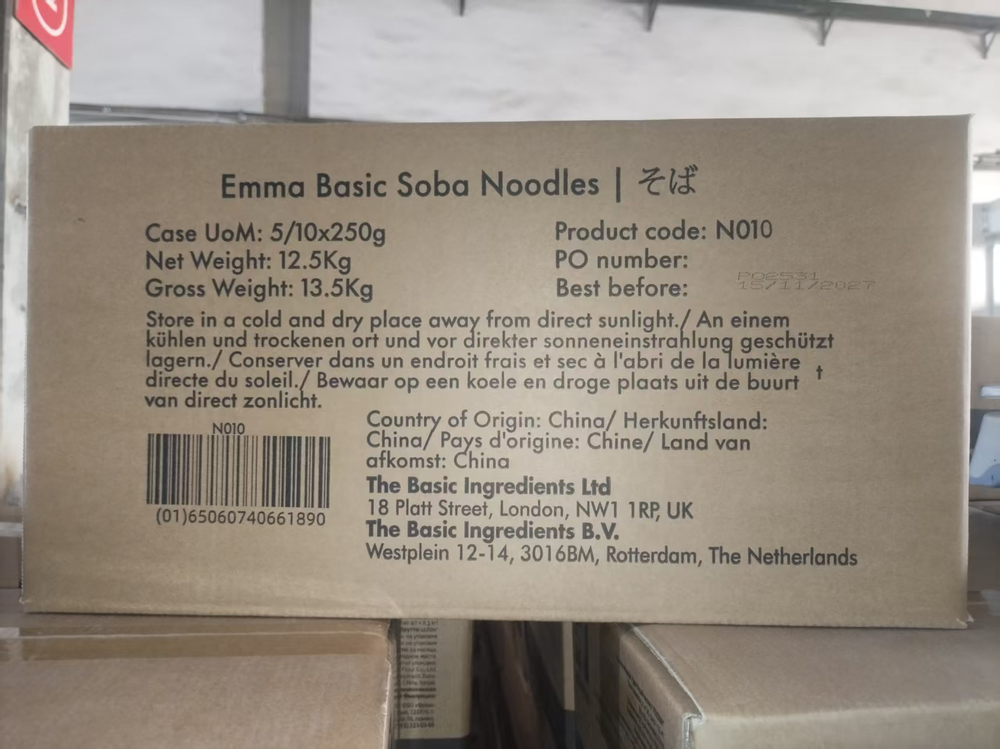 Emma Basic Soba Noodles | そば
Case UoM: 5/10x250g
Net Weight: 12.5Kg
Gross Weight: 13.5Kg
Product code: N010
PO number:
Best before:
PO2531
15/11/2027
Store in a cold and dry place away from direct sunlight./ An einem
kühlen und trockenen ort und vor direkter sonneneinstrahlung geschützt
lagern./ Conserver dans un endroit frais et sec à l'abri de la lumière
directe du soleil./ Bewaar op een koele en droge plaats uit de buurt
van direct zonlicht.
N010
(01)65060740661890
Country of Origin: China/ Herkunftsland:
China/ Pays d'origine: Chine/ Land van
afkomst: China
The Basic Ingredients Ltd
18 Platt Street, London, NW1 1RP, UK
The Basic Ingredients B.V.
Westplein 12-14, 3016BM, Rotterdam, The Netherlands